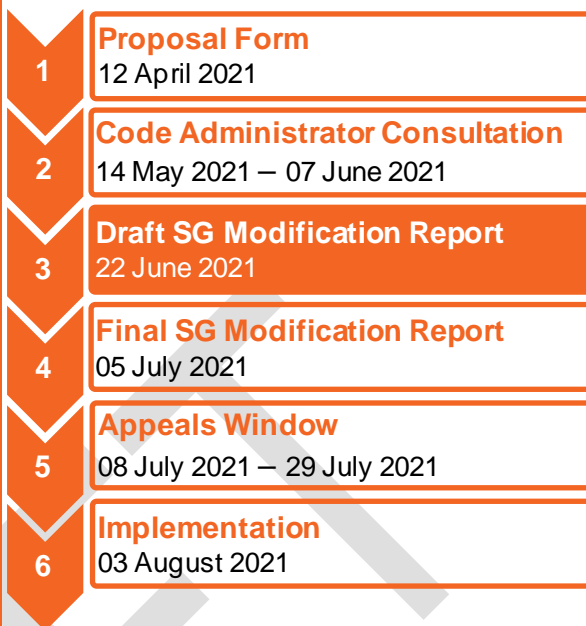 1
Proposal Form
12 April 2021
2
Code Administrator Consultation
14 May 2021 – 07 June 2021
3
Draft SG Modification Report
22 June 2021
4
Final SG Modification Report
05 July 2021
5
Appeals Window
08 July 2021 – 29 July 2021
6
Implementation
03 August 2021